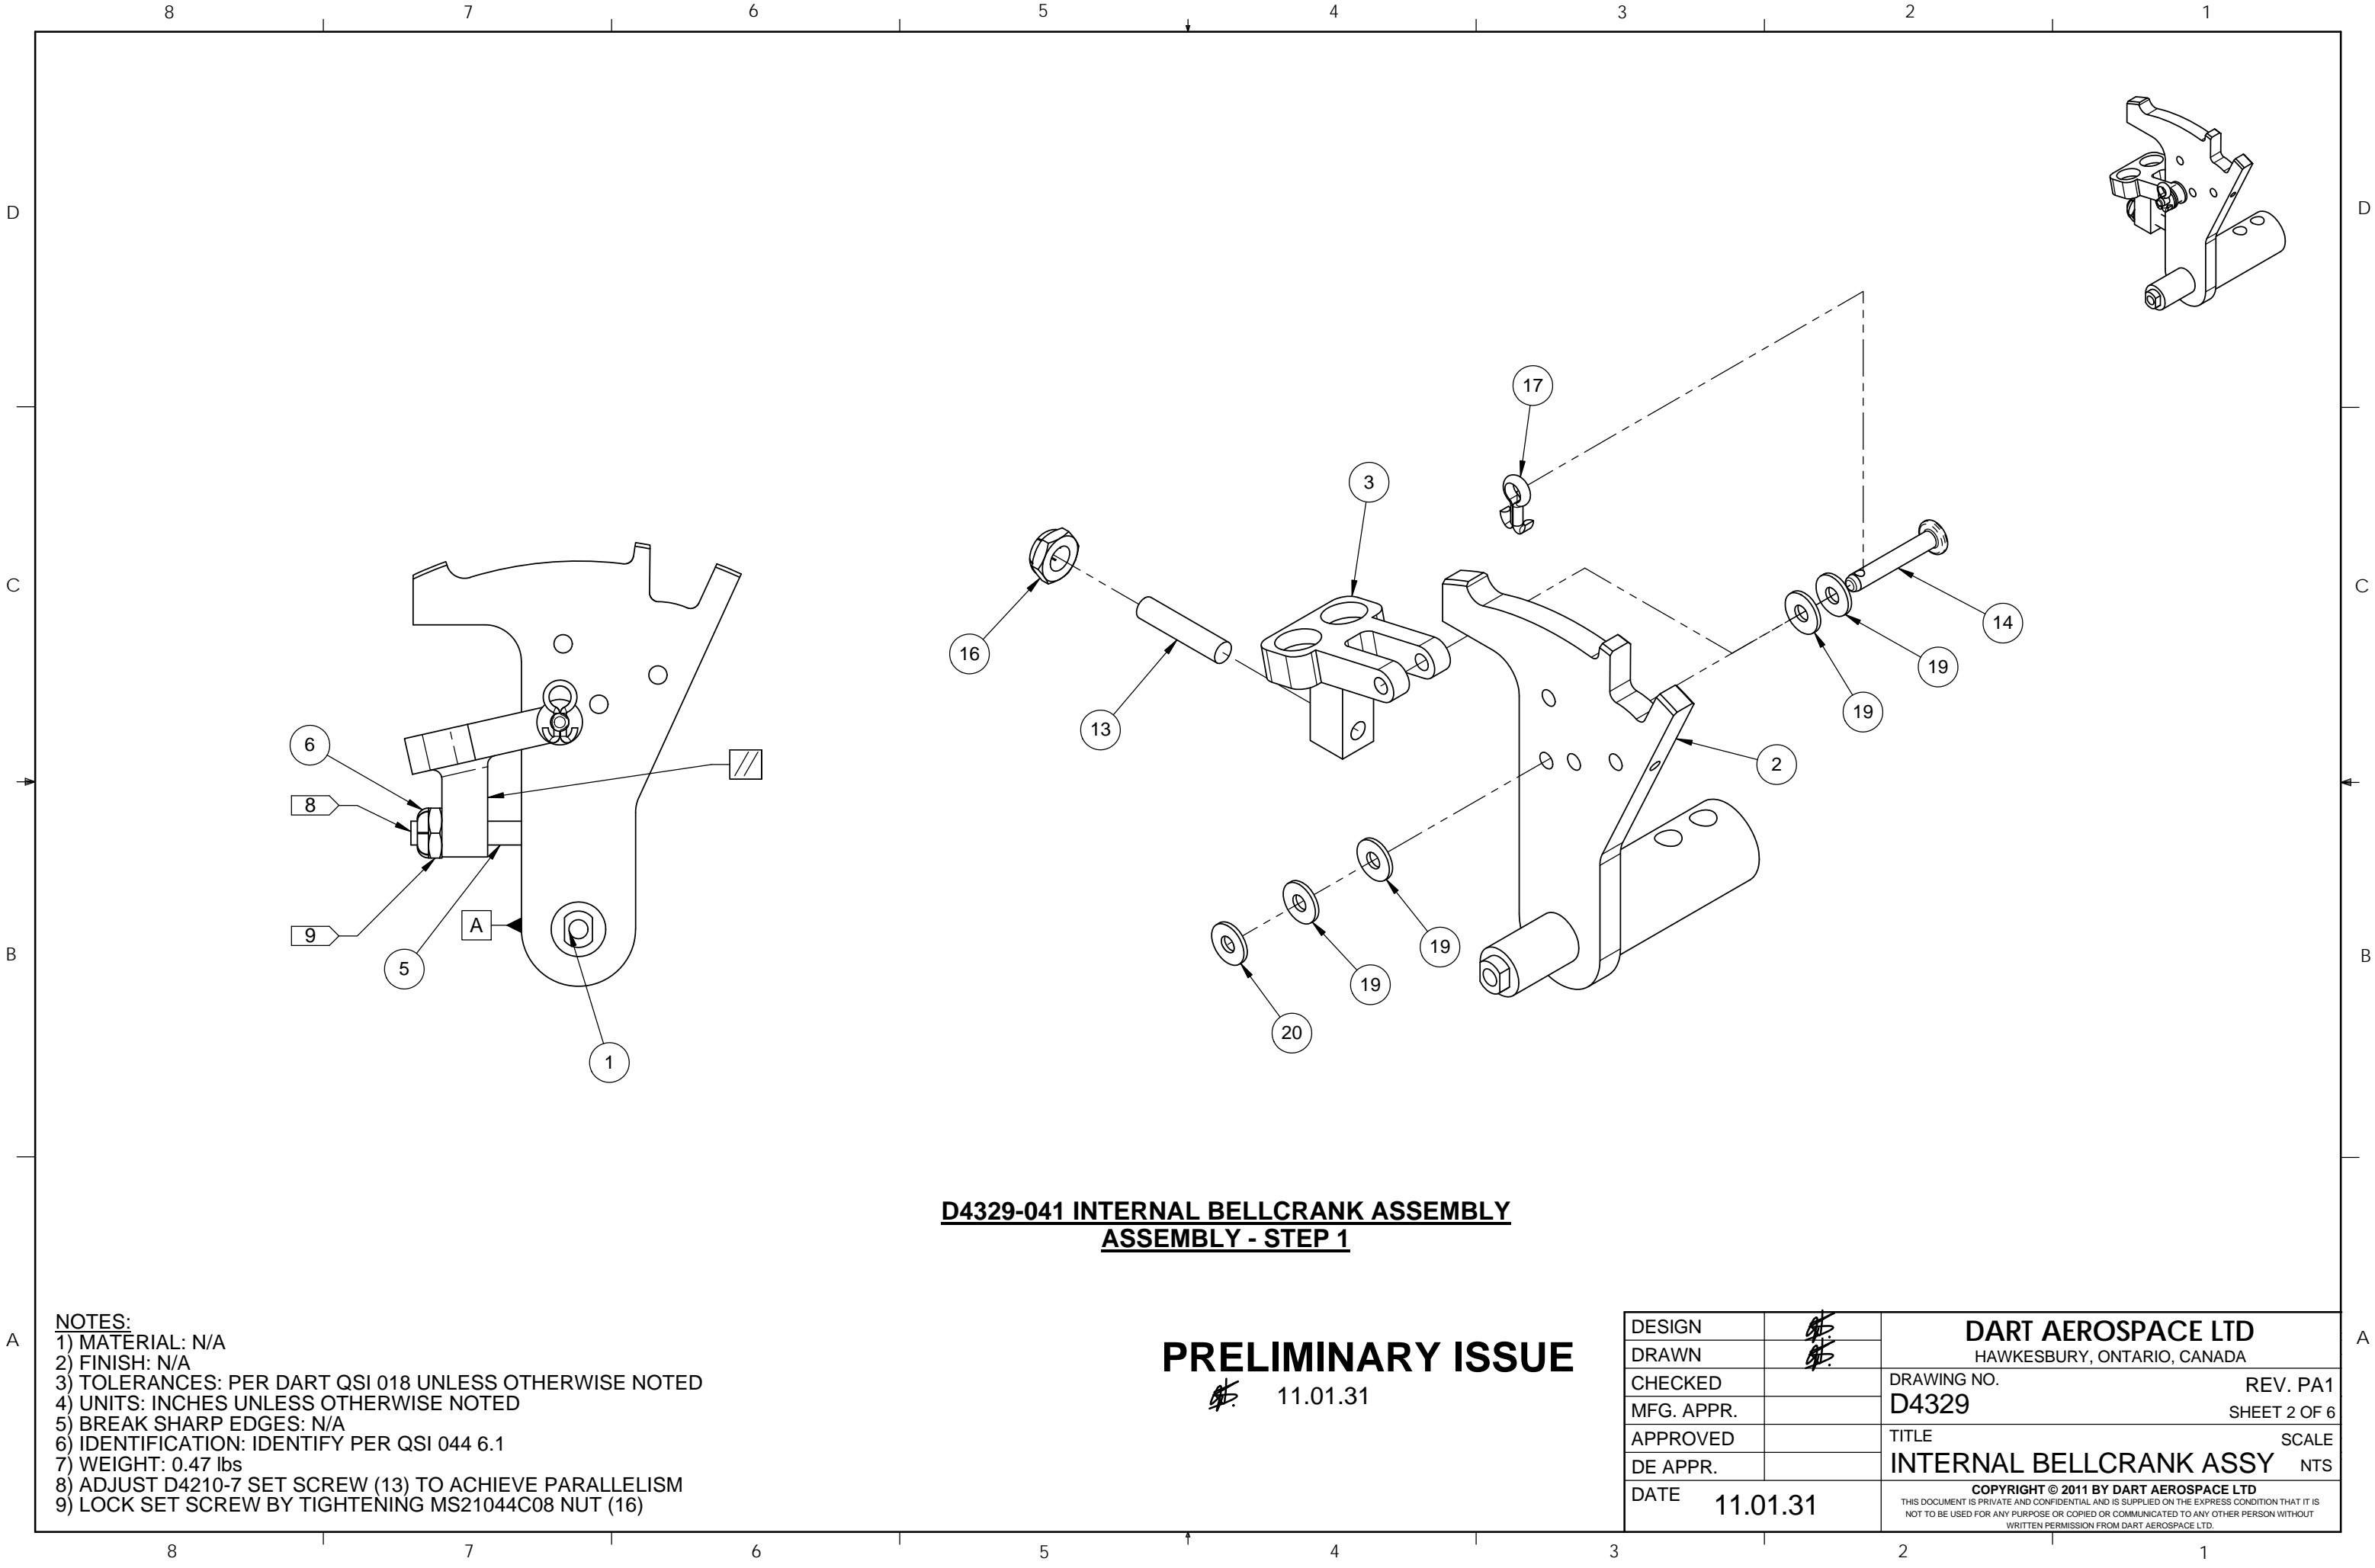 8 7 6 5 4 3 2 1
D D
17
3
C C
16
14
19
13
19
6
2
8
A
9
B B
5
19
19
20
1
D4329-041 INTERNAL BELLCRANK ASSEMBLY
ASSEMBLY - STEP 1
A A
NOTES:
1) MATERIAL: N/A
2) FINISH: N/A
3) TOLERANCES: PER DART QSI 018 UNLESS OTHERWISE NOTED
4) UNITS: INCHES UNLESS OTHERWISE NOTED
5) BREAK SHARP EDGES: N/A
6) IDENTIFICATION: IDENTIFY PER QSI 044 6.1
7) WEIGHT: 0.47 lbs
8) ADJUST D4210-7 SET SCREW (13) TO ACHIEVE PARALLELISM
9) LOCK SET SCREW BY TIGHTENING MS21044C08 NUT (16)
PRELIMINARY ISSUE
11.01.31
DESIGN
DRAWN
CHECKED
MFG. APPR.
APPROVED
DE APPR.
DATE 11.01.31
DART AEROSPACE LTD
HAWKESBURY, ONTARIO, CANADA
DRAWING NO. REV. PA1
D4329 SHEET 2 OF 6
TITLE SCALE
INTERNAL BELLCRANK ASSY NTS
COPYRIGHT © 2011 BY DART AEROSPACE LTD
THIS DOCUMENT IS PRIVATE AND CONFIDENTIAL AND IS SUPPLIED ON THE EXPRESS CONDITION THAT IT IS
NOT TO BE USED FOR ANY PURPOSE OR COPIED OR COMMUNICATED TO ANY OTHER PERSON WITHOUT
WRITTEN PERMISSION FROM DART AEROSPACE LTD.
8 7 6 5 4 3 2 1